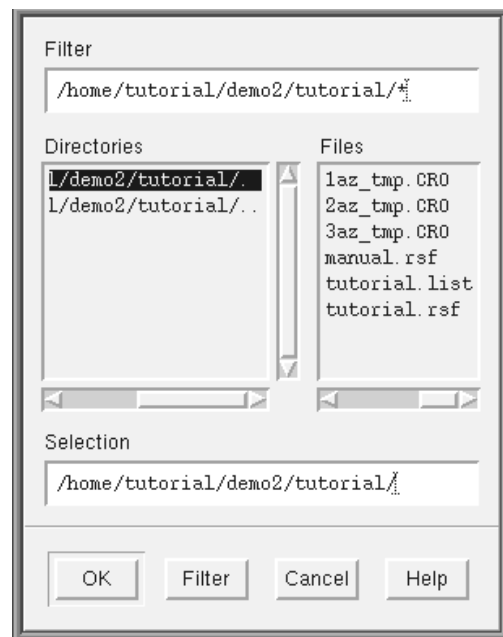 Filter
/home/tutorial/demo2/tutorial/*
Directories
l/demo2/tutorial/.
l/demo2/tutorial/..
Files
1az_tmp.CRO
2az_tmp.CRO
3az_tmp.CRO
manual.rsf
tutorial.list
tutorial.rsf
Selection
/home/tutorial/demo2/tutorial/
OK Filter Cancel Help